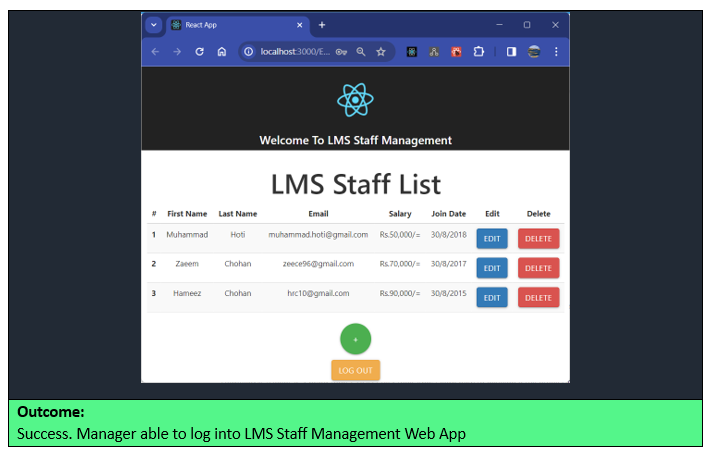 React App
localhost:3000/E...
Welcome To LMS Staff Management
LMS Staff List
# First Name Last Name Email Salary Join Date Edit Delete
1 Muhammad Hoti muhammad.hoti@gmail.com Rs.50,000/= 30/8/2018 EDIT DELETE
2 Zaeem Chohan zeece96@gmail.com Rs.70,000/= 30/8/2017 EDIT DELETE
3 Hameez Chohan hrc10@gmail.com Rs.90,000/= 30/8/2015 EDIT DELETE
+
LOG OUT
Outcome:
Success. Manager able to log into LMS Staff Management Web App